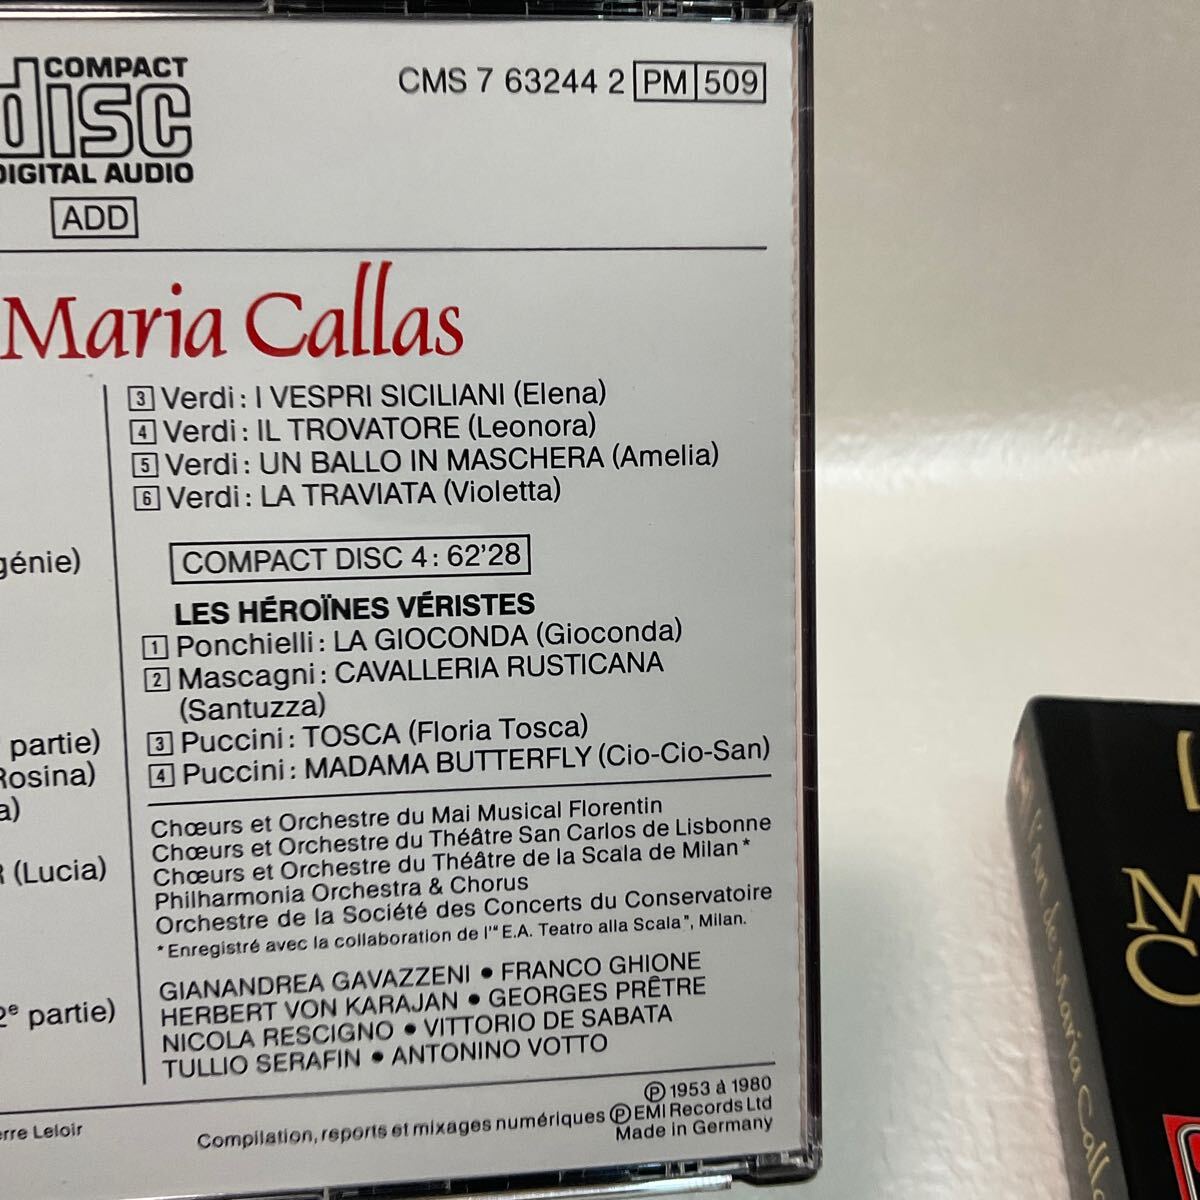 COMPACT
disc
DIGITAL AUDIO
ADD
CMS 7 63244 2 PM 509
Maria Callas
génie)
partie)
Rosina)
a)
R (Lucia)
2e partie)
erre Leloir
3 Verdi: I VESPRI SICILIANI (Elena)
4 Verdi: IL TROVATORE (Leonora)
5 Verdi: UN BALLO IN MASCHERA (Amelia)
6 Verdi: LA TRAVIATA (Violetta)
COMPACT DISC 4: 62'28
LES HÉROÏNES VÉRISTES
1 Ponchielli: LA GIOCONDA (Gioconda)
2 Mascagni: CAVALLERIA RUSTICANA
(Santuzza)
3 Puccini: TOSCA (Floria Tosca)
4 Puccini: MADAMA BUTTERFLY (Cio-Cio-San)
Chœurs et Orchestre du Mai Musical Florentin
Chœurs et Orchestre du Théâtre San Carlos de Lisbonne
Chœurs et Orchestre du Théâtre de la Scala de Milan*
Philharmonia Orchestra & Chorus
Orchestre de la Société des Concerts du Conservatoire
*Enregistré avec la collaboration de l'"E.A. Teatro alla Scala", Milan.
GIANANDREA GAVAZZENI • FRANCO GHIONE
HERBERT VON KARAJAN • GEORGES PRÊTRE
NICOLA RESCIGNO • VITTORIO DE SABATA
TULLIO SERAFIN • ANTONINO VOTTO
℗ 1953 à 1980
Compilation, reports et mixages numériques ℗ EMI Records Ltd
Made in Germany
L'art de Maria Calla
L
M
C